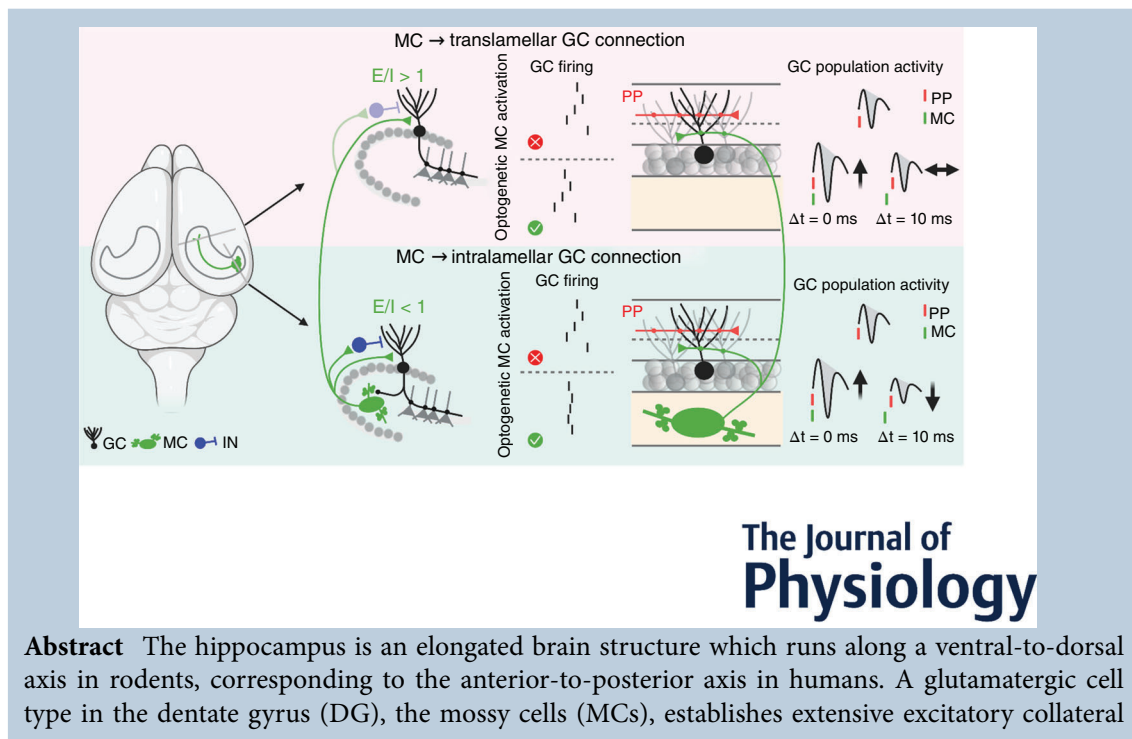 MC → translamellar GC connection
E/I > 1
Optogenetic MC activation
GC firing
PP
GC population activity
PP
MC
Δt = 0 ms
Δt = 10 ms
MC → intralamellar GC connection
E/I < 1
Optogenetic MC activation
GC firing
PP
GC population activity
PP
MC
Δt = 0 ms
Δt = 10 ms
GC MC IN
The Journal of
Physiology
Abstract The hippocampus is an elongated brain structure which runs along a ventral-to-dorsal
axis in rodents, corresponding to the anterior-to-posterior axis in humans. A glutamatergic cell
type in the dentate gyrus (DG), the mossy cells (MCs), establishes extensive excitatory collateral